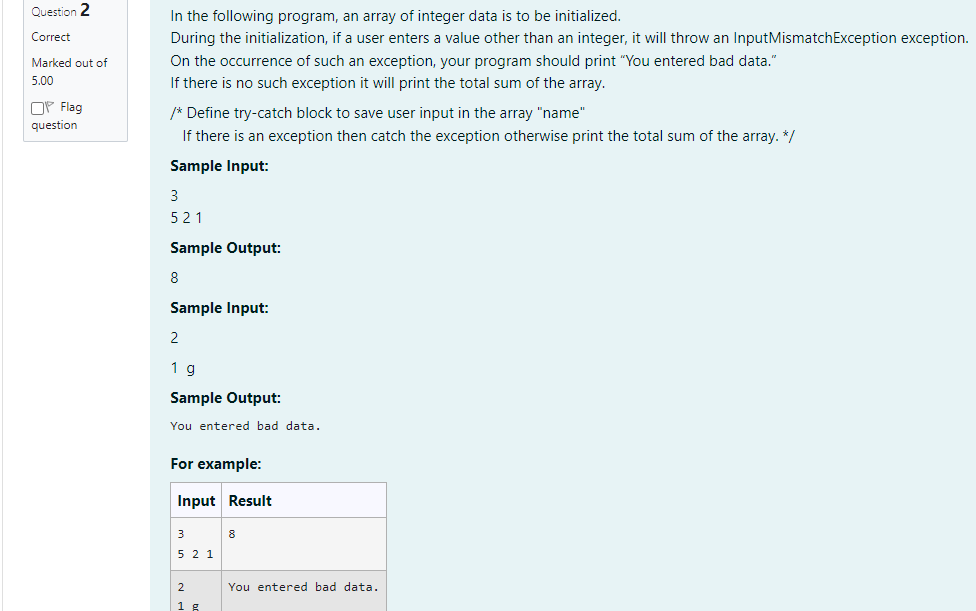 Question 2
Correct
Marked out of
5.00
Flag
question
In the following program, an array of integer data is to be initialized.
During the initialization, if a user enters a value other than an integer, it will throw an InputMismatchException exception.
On the occurrence of such an exception, your program should print “You entered bad data.”
If there is no such exception it will print the total sum of the array.
/* Define try-catch block to save user input in the array "name"
If there is an exception then catch the exception otherwise print the total sum of the array. */
Sample Input:
3
5 2 1
Sample Output:
8
Sample Input:
2
1 g
Sample Output:
You entered bad data.
For example:
Input Result
3 8
5 2 1
2 You entered bad data.
1 g